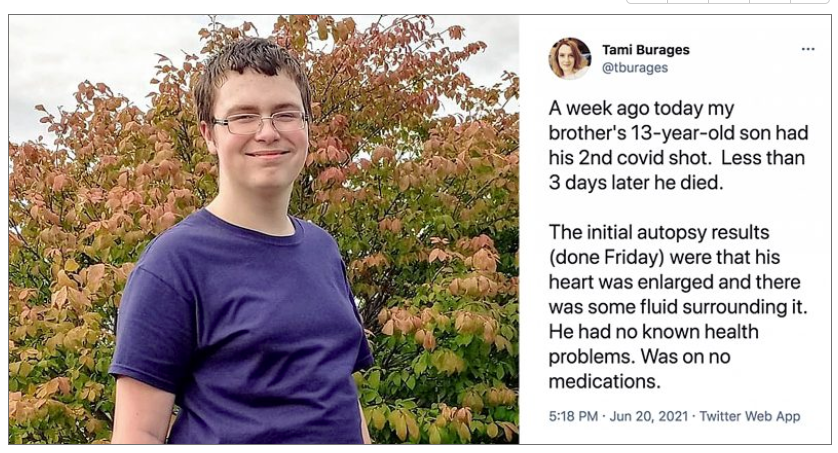 Tami Burages
@tburages
A week ago today my
brother's 13-year-old son had
his 2nd covid shot. Less than
3 days later he died.
The initial autopsy results
(done Friday) were that his
heart was enlarged and there
was some fluid surrounding it.
He had no known health
problems. Was on no
medications.
5:18 PM · Jun 20, 2021 · Twitter Web App